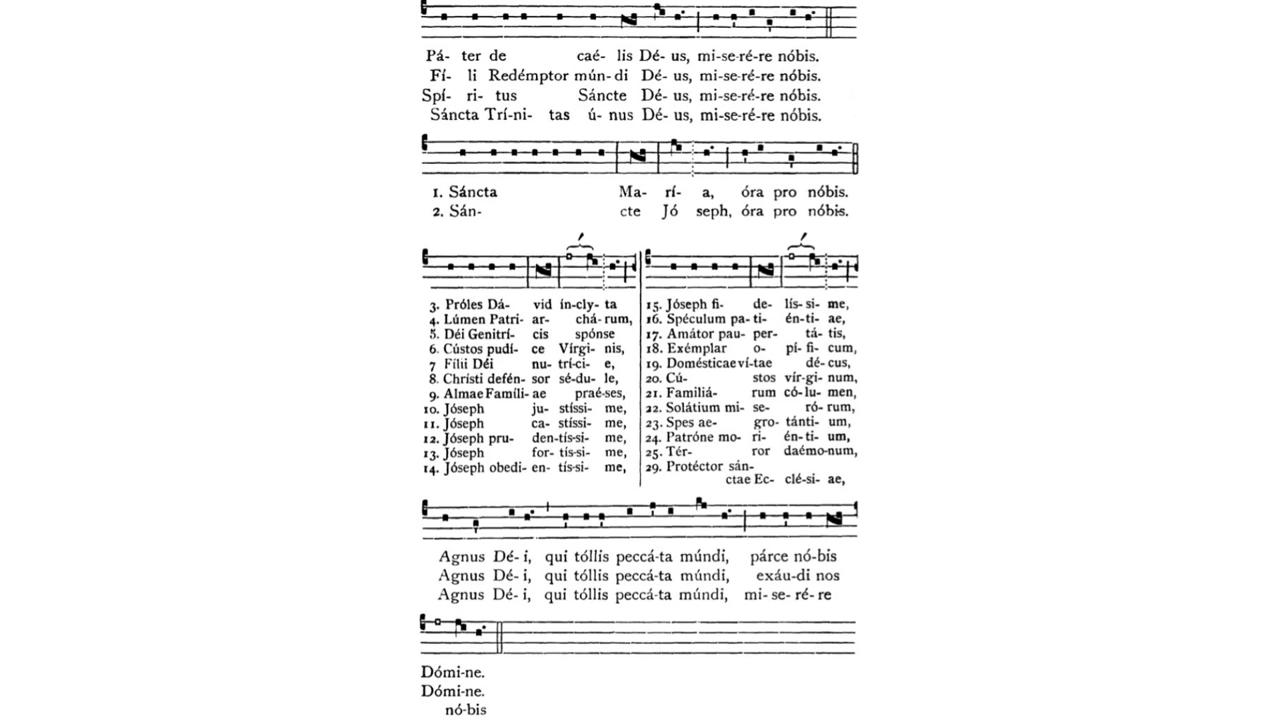 Pá- ter de caé- lis Dé- us, mi-se-ré-re nóbis.
Fí- li Redémptor mún- di Dé- us, mi-se-ré-re nóbis.
Spí- ri- tus Sáncte Dé- us, mi-se-ré-re nóbis.
Sáncta Trí-ni- tas ú- nus Dé- us, mi-se-ré-re nóbis.
1. Sáncta Ma- rí- a, óra pro nóbis.
2. Sán- cte Jó seph, óra pro nóbis.
3. Próles Dá- vid ín-cly- ta
4. Lúmen Patri- ar- chá-rum,
5. Déi Genitrí- cis spónse
6. Cústos pudí- ce Vírgi- nis,
7 Fílii Déi nu- trí-ci- e,
8. Christi defén- sor sé-du- le,
9. Almae Famíli- ae praé-ses,
10. Jóseph ju- stíssi- me,
11. Jóseph ca- stíssi- me,
12. Jóseph pru- den-tís-si- me,
13. Jóseph for- tís-si- me,
14. Jóseph obedi- en- tís-si- me,
15. Jóseph fi- de- lís- si- me,
16. Spéculum pa- ti- én-ti- ae,
17. Amátor pau- per- tá- tis,
18. Exémplar o- pí- fi- cum,
19. Domésticae ví-tae dé-cus,
20. Cú- stos vír-gi- num,
21. Familiá- rum có-lu- men,
22. Solátium mi- se- ró- rum,
23. Spes ae- gro- tánti- um,
24. Patróne mo- ri- én-ti- um,
25. Tér- ror daémo-num,
29. Protéctor sán-
ctae Ec- clé-si- ae,
Agnus Dé- i, qui tóllis peccá-ta múndi, párce nó-bis
Agnus Dé- i, qui tóllis peccá-ta múndi, exáu-di nos
Agnus Dé- i, qui tóllis peccá-ta múndi, mi- se- ré- re
Dómi-ne.
Dómi-ne.
nó-bis